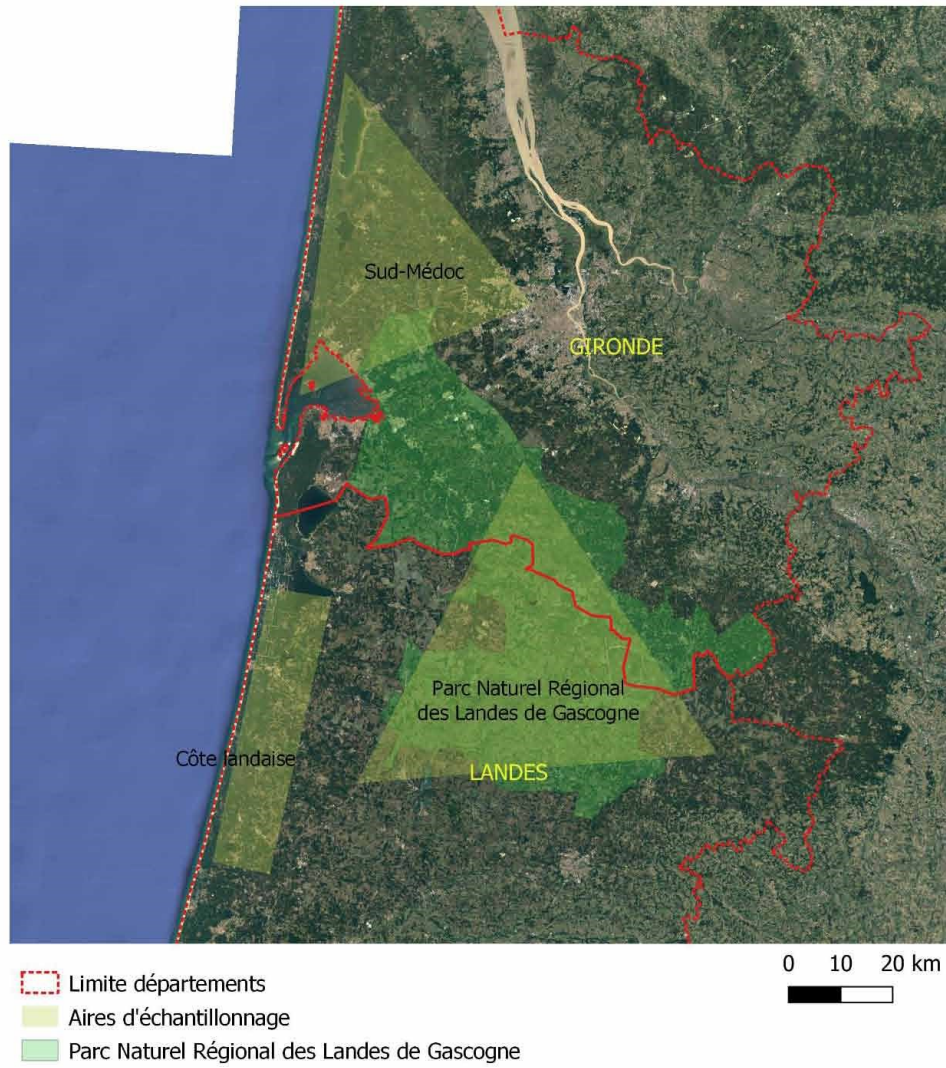 Sud-Médoc
GIRONDE
Parc Naturel Régional
des Landes de Gascogne
Côte landaise
LANDES
0 10 20 km
Limite départements
Aires d'échantillonnage
Parc Naturel Régional des Landes de Gascogne